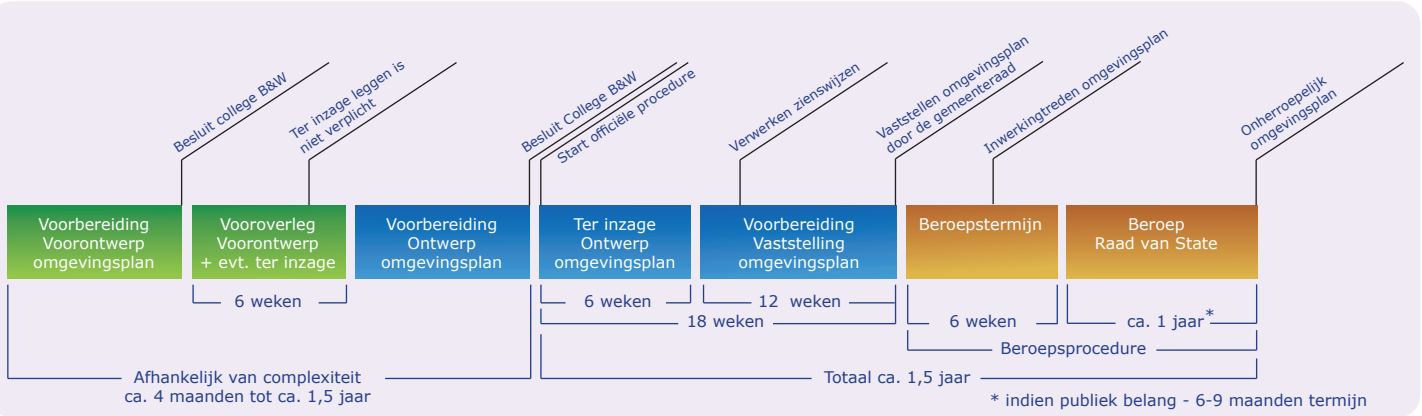 Besluit college B&W
Ter inzage leggen is
niet verplicht
Besluit College B&W
Start officiële procedure
Verwerken zienswijzen
Vaststellen omgevingsplan
door de gemeenteraad
Inwerkingtreden omgevingsplan
Onherroepelijk
omgevingsplan
Voorbereiding
Voorontwerp
omgevingsplan
Vooroverleg
Voorontwerp
+ evt. ter inzage
Voorbereiding
Ontwerp
omgevingsplan
Ter inzage
Ontwerp
omgevingsplan
Voorbereiding
Vaststelling
omgevingsplan
Beroepstermijn
Beroep
Raad van State
6 weken
6 weken
12 weken
18 weken
6 weken
ca. 1 jaar*
Beroepsprocedure
Afhankelijk van complexiteit
ca. 4 maanden tot ca. 1,5 jaar
Totaal ca. 1,5 jaar
* indien publiek belang - 6-9 maanden termijn